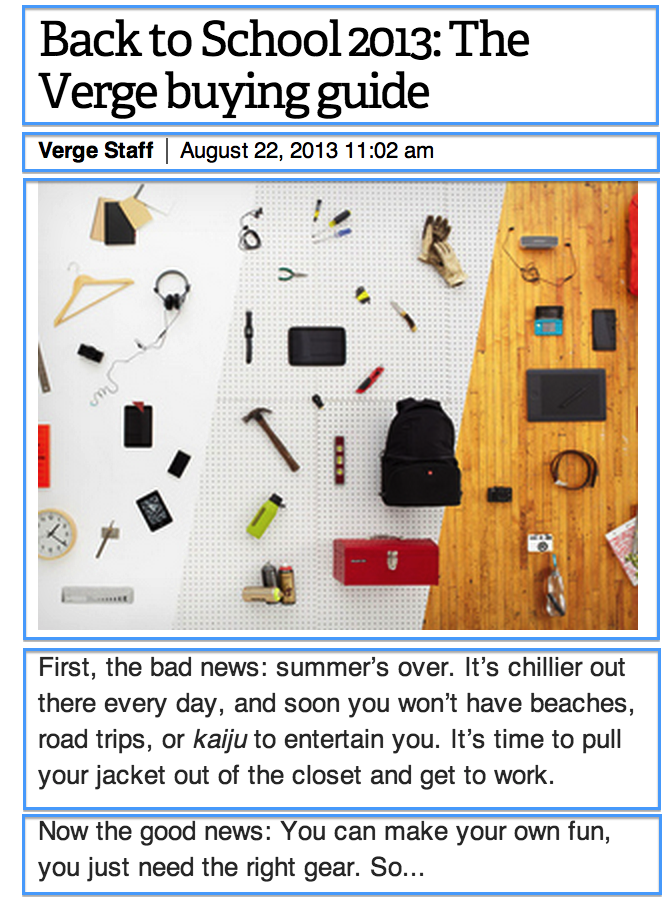 Back to School 2013: The
Verge buying guide
Verge Staff | August 22, 2013 11:02 am
First, the bad news: summer’s over. It’s chillier out
there every day, and soon you won’t have beaches,
road trips, or kaiju to entertain you. It’s time to pull
your jacket out of the closet and get to work.
Now the good news: You can make your own fun,
you just need the right gear. So...